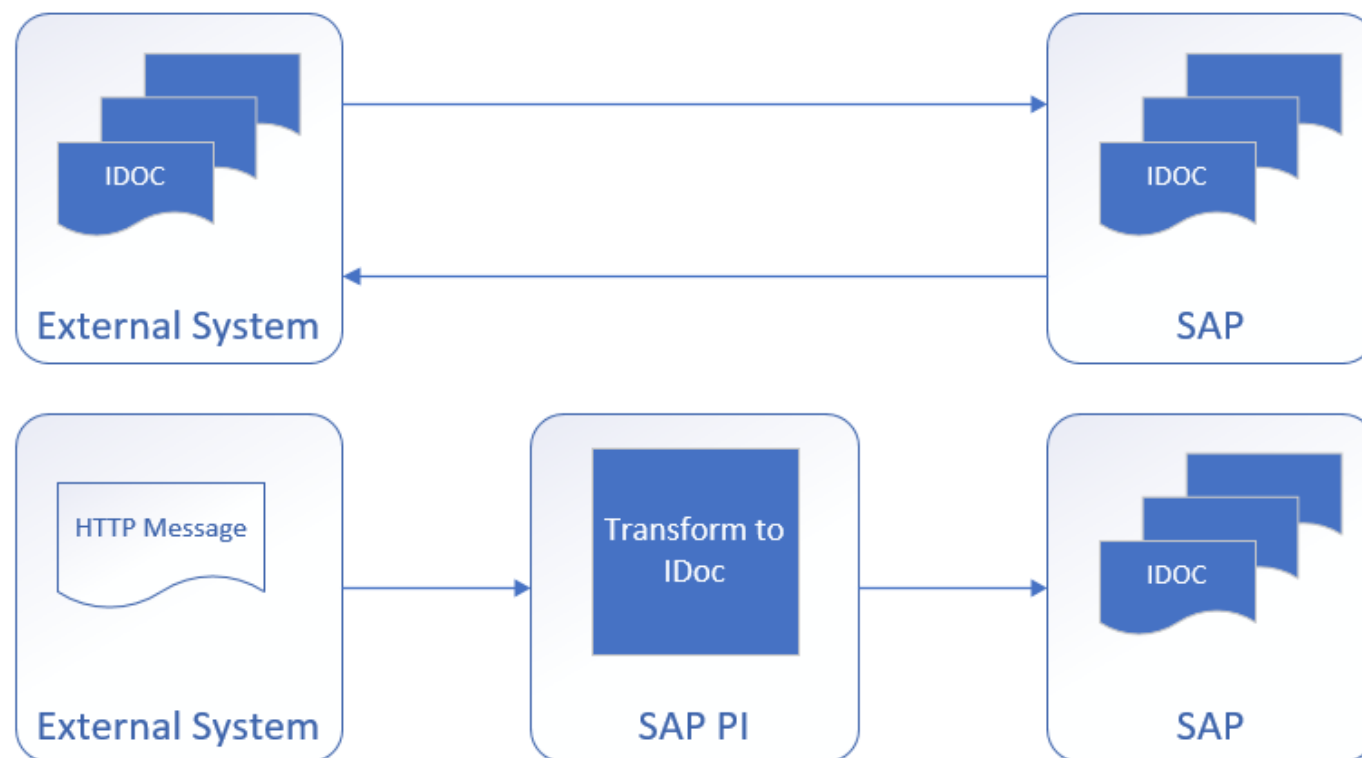 IDOC
IDOC
External System
SAP
HTTP Message
Transform to
IDoc
IDOC
External System
SAP PI
SAP